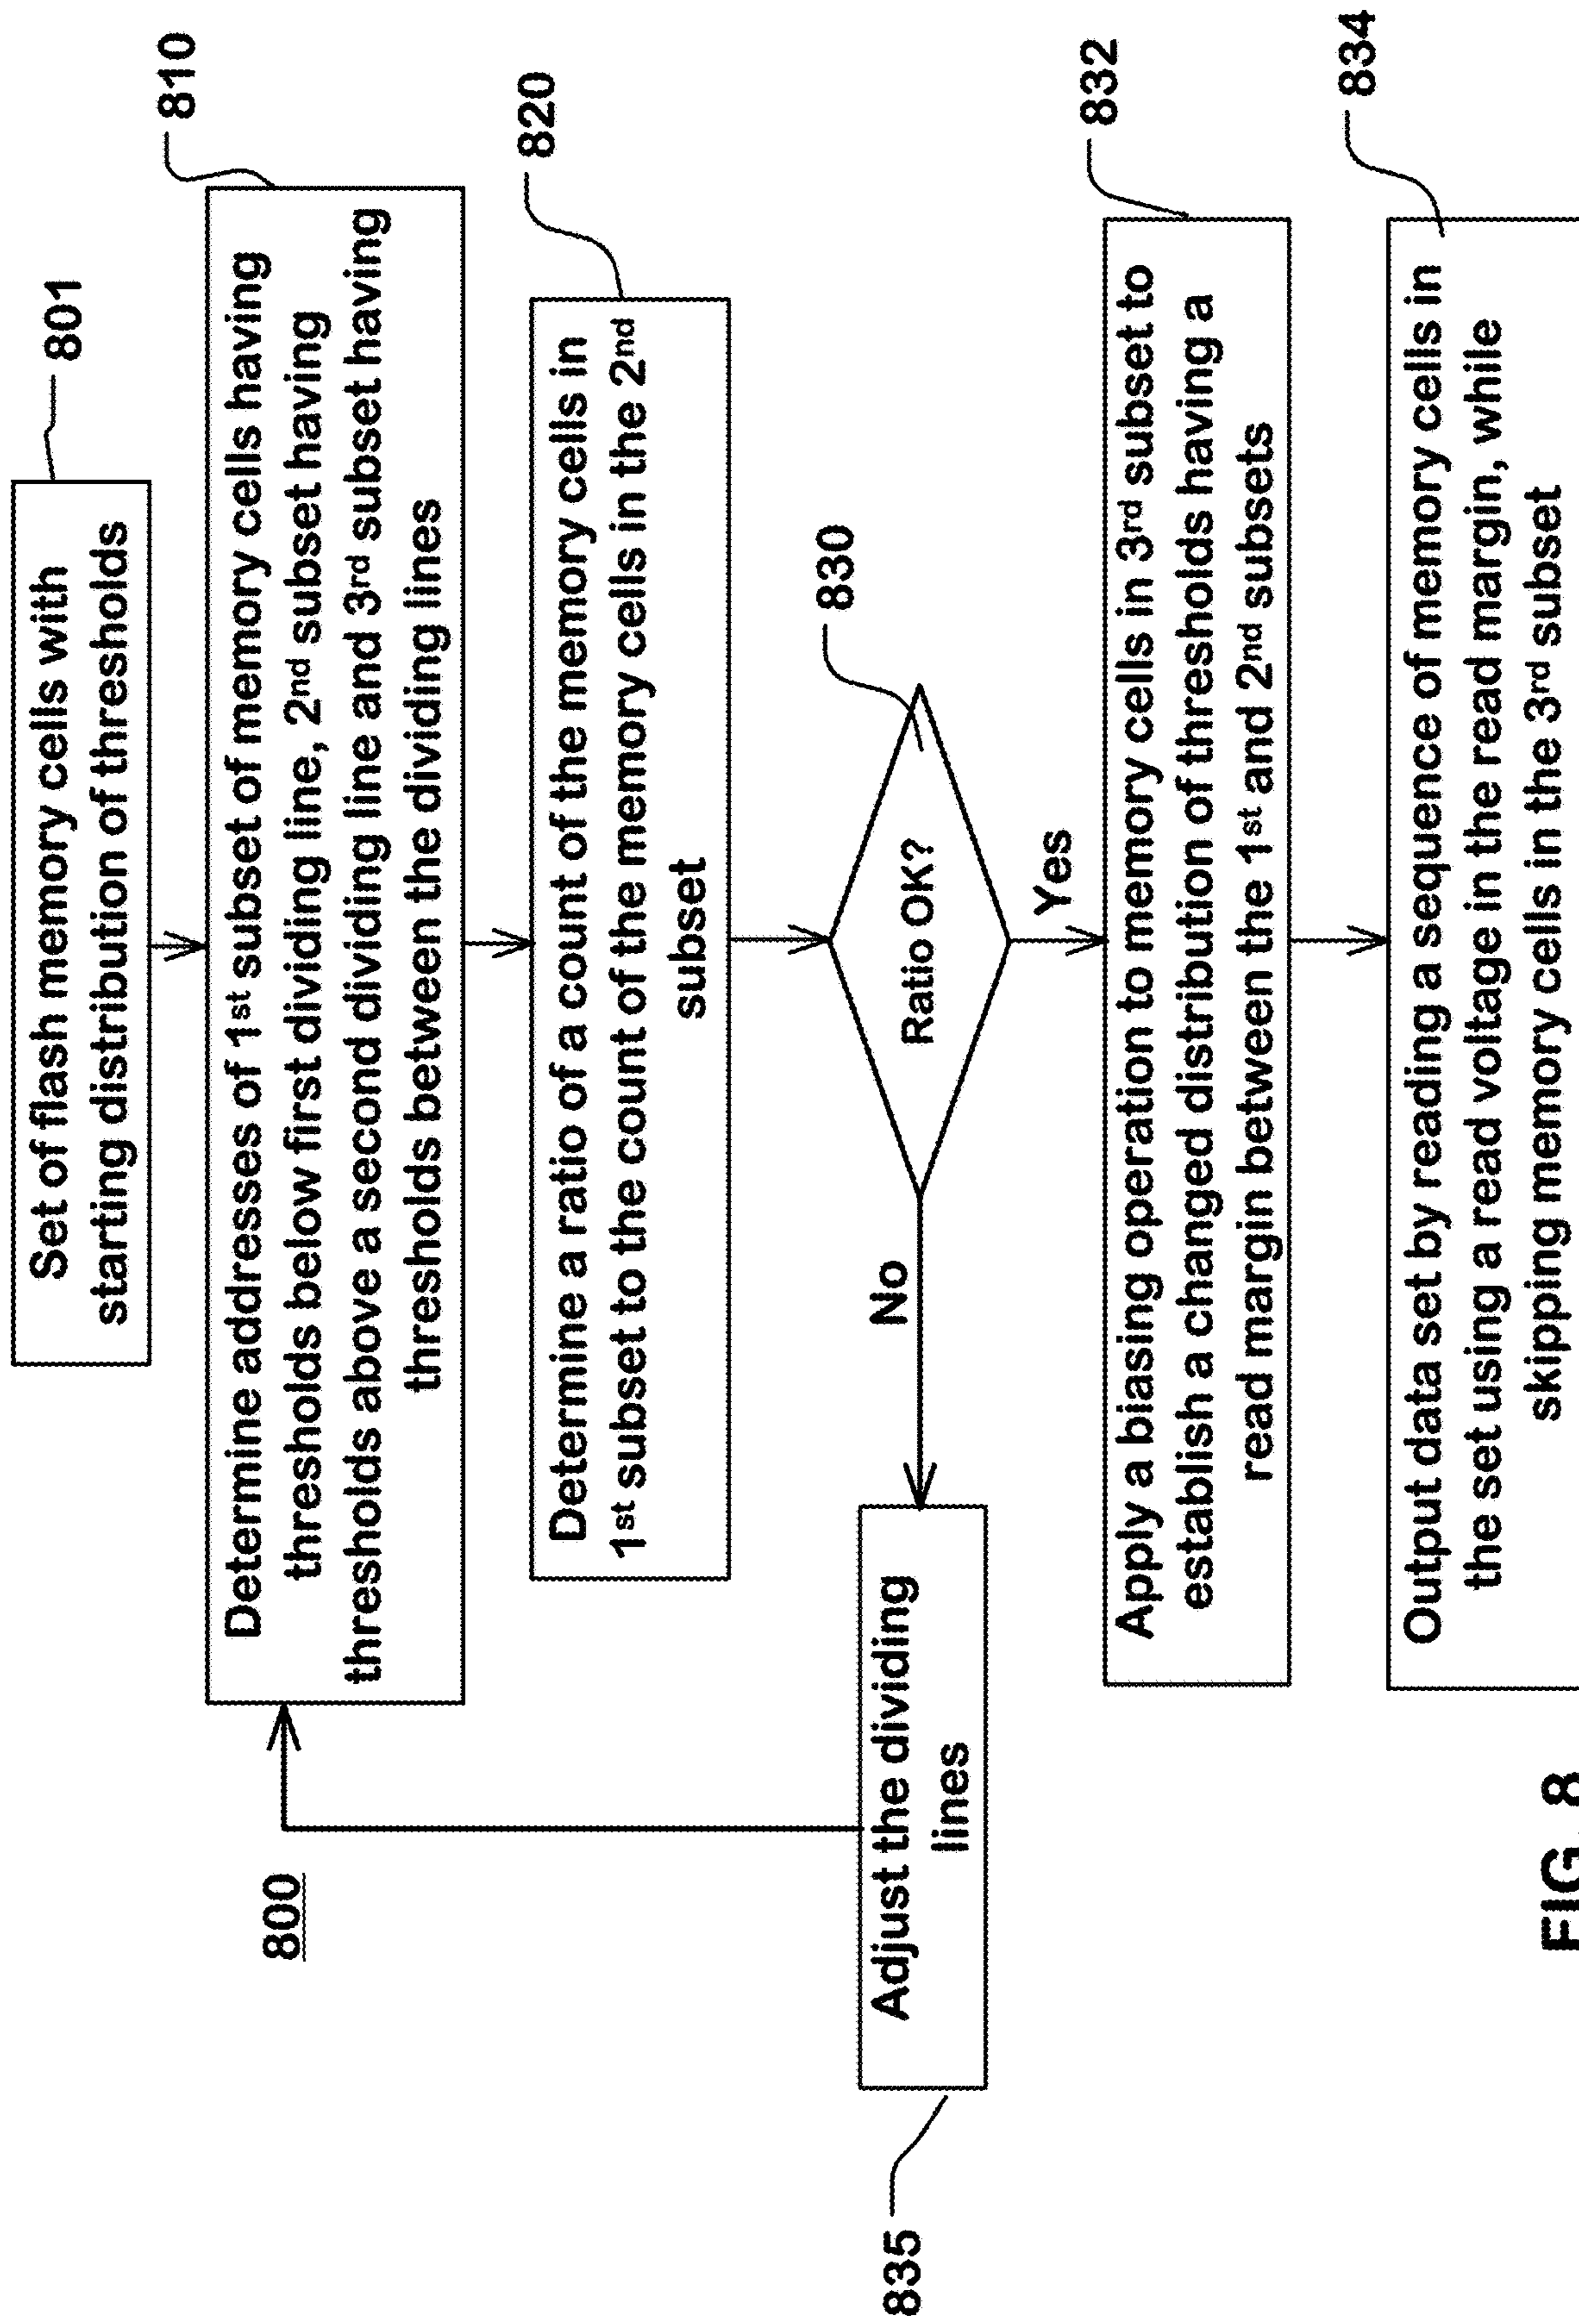 801
Set of flash memory cells with
starting distribution of thresholds
810
Determine addresses of 1st subset of memory cells having
thresholds below first dividing line, 2nd subset having
thresholds above a second dividing line and 3rd subset having
thresholds between the dividing lines
800
820
Determine a ratio of a count of the memory cells in
1st subset to the count of the memory cells in the 2nd
subset
830
Ratio OK?
No
Yes
835
Adjust the dividing
lines
832
Apply a biasing operation to memory cells in 3rd subset to
establish a changed distribution of thresholds having a
read margin between the 1st and 2nd subsets
834
Output data set by reading a sequence of memory cells in
the set using a read voltage in the read margin, while
skipping memory cells in the 3rd subset
FIG. 8